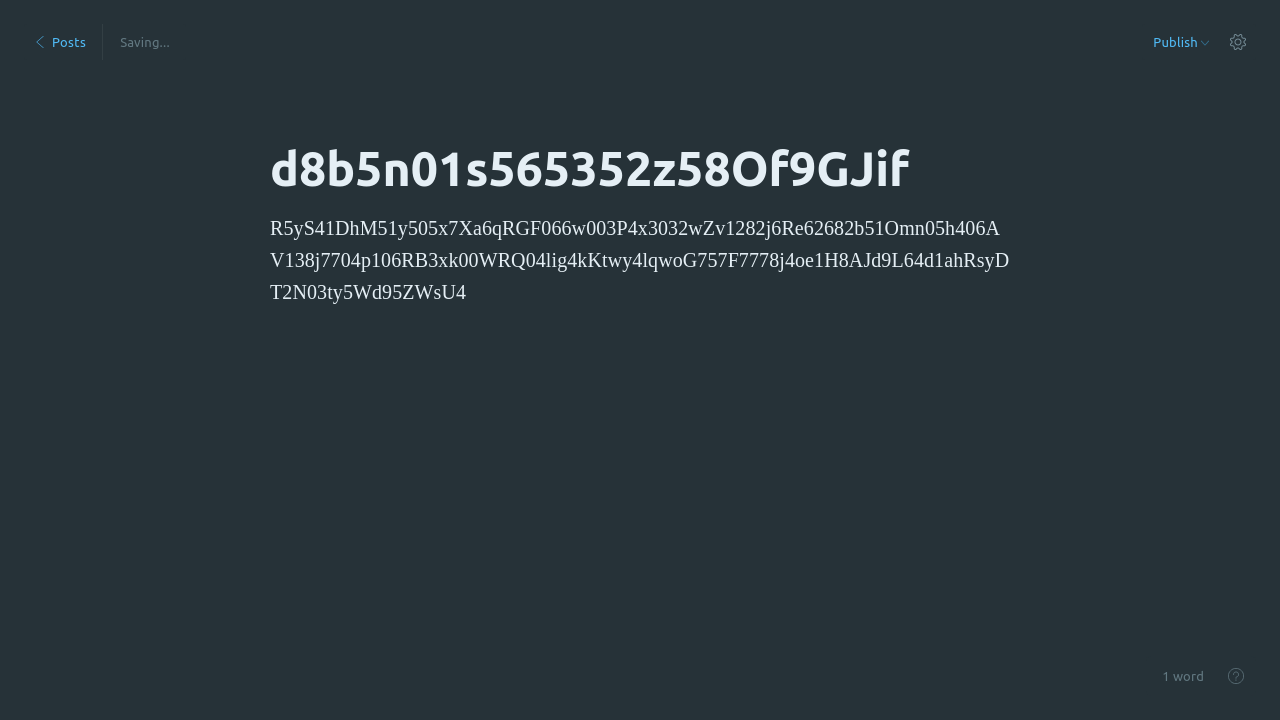 Posts
Saving...
Publish
d8b5n01s565352z58Of9GJif
R5yS41DhM51y505x7Xa6qRGF066w003P4x3032wZv1282j6Re62682b51Omn05h406A
V138j7704p106RB3xk00WRQ04lig4kKtwy4lqwoG757F7778j4oe1H8AJd9L64d1ahRsyD
T2N03ty5Wd95ZWsU4
1 word